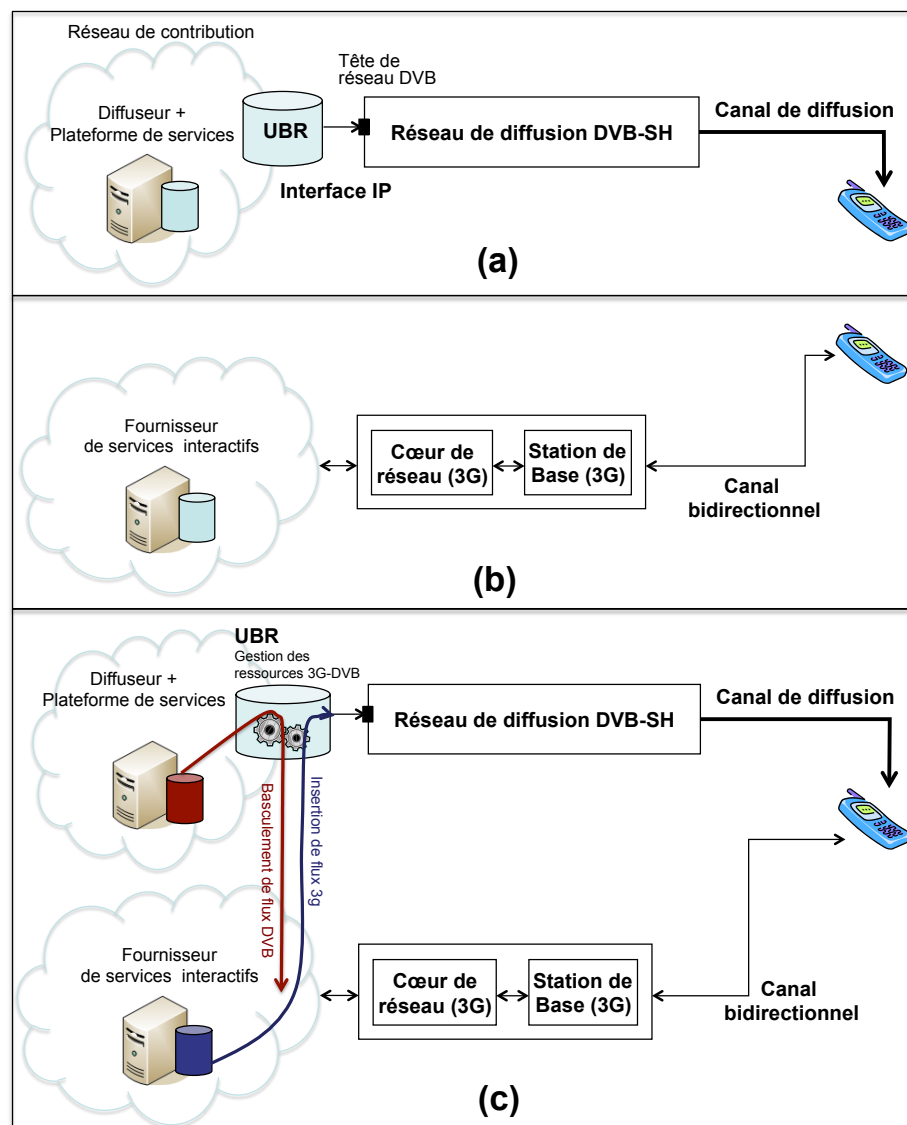 Réseau de contribution
Tête de
réseau DVB
Diffuseur +
Plateforme de services
UBR
Réseau de diffusion DVB-SH
Canal de diffusion
Interface IP
(a)
Fournisseur
de services interactifs
Cœur de
réseau (3G)
Station de
Base (3G)
Canal
bidirectionnel
(b)
UBR
Gestion des
ressources 3G-DVB
Diffuseur +
Plateforme de services
Réseau de diffusion DVB-SH
Canal de diffusion
Basculement de flux DVB
Insertion de flux 3g
Fournisseur
de services interactifs
Cœur de
réseau (3G)
Station de
Base (3G)
Canal
bidirectionnel
(c)